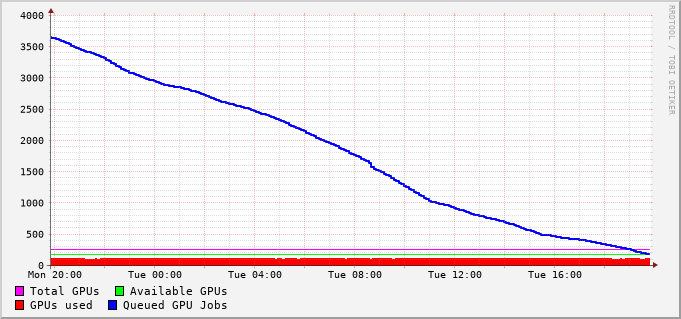 4000
3500
3000
2500
2000
1500
1000
500
0
Mon 20:00 Tue 00:00 Tue 04:00 Tue 08:00 Tue 12:00 Tue 16:00
Total GPUs Available GPUs
GPUs used Queued GPU Jobs
RRDTOOL / TOBI OETIKER